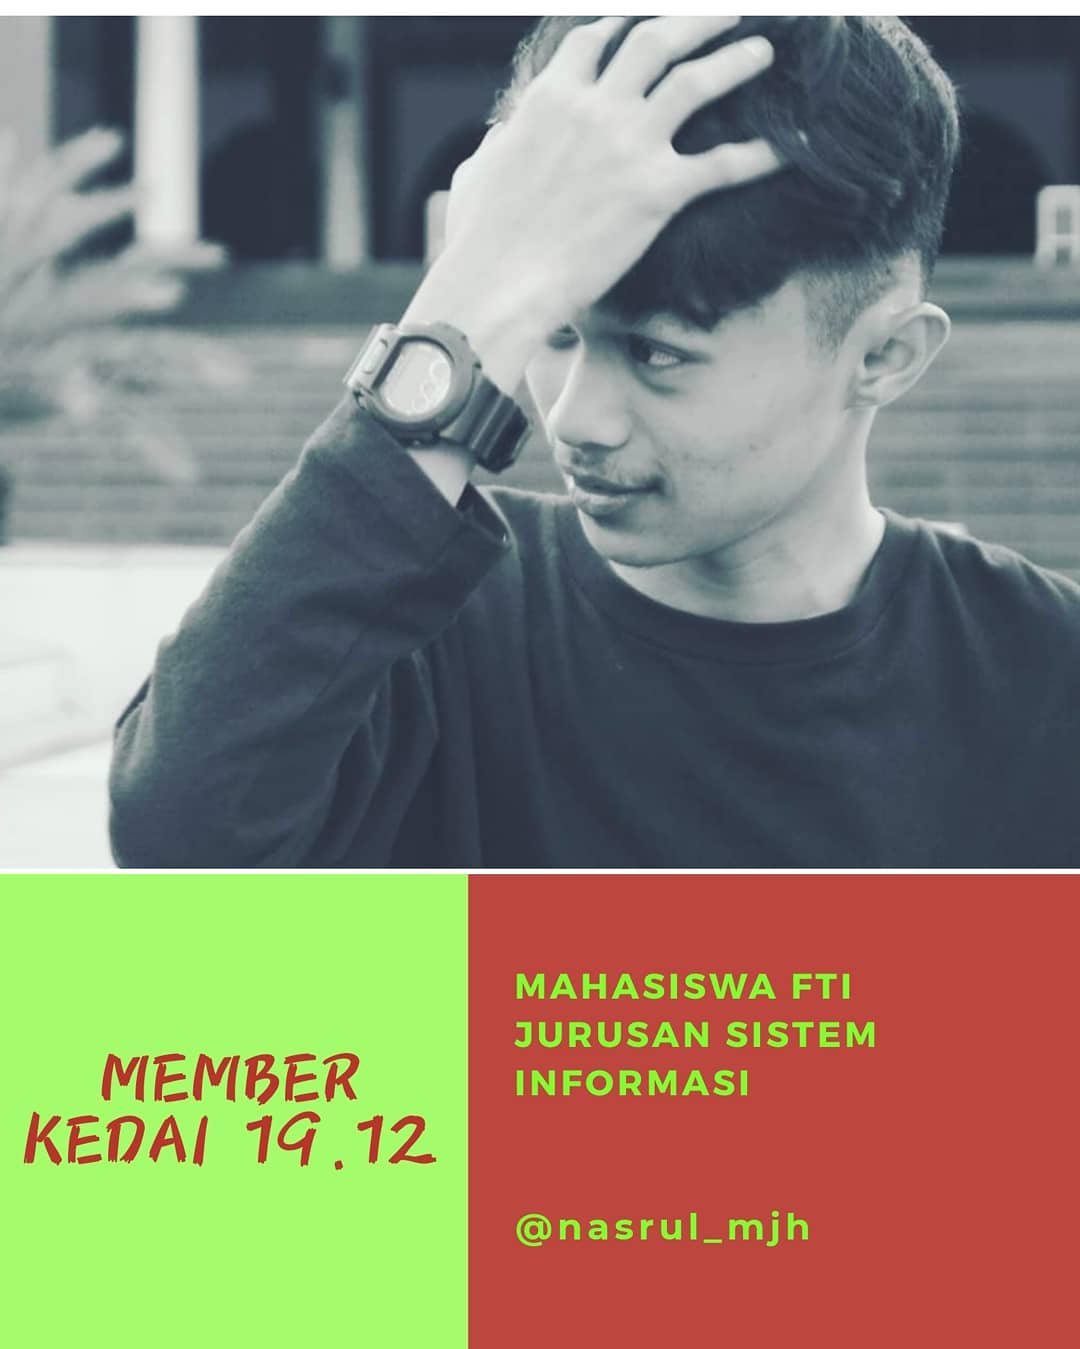 MEMBER
KEDAI 19.12
MAHASISWA FTI
JURUSAN SISTEM
INFORMASI
@nasrul_mjh